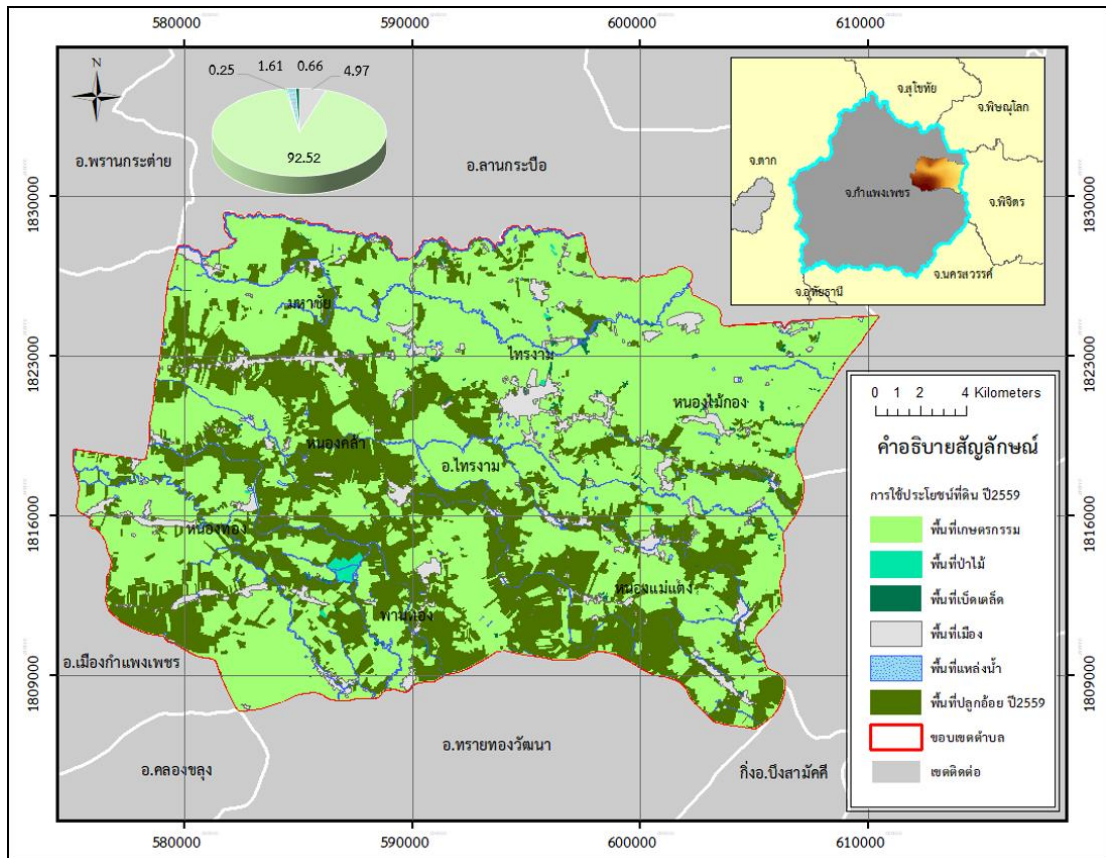 580000 590000 600000 610000
N
0.25 1.61 0.66 4.97
92.52
อ.พรานกระต่าย
อ.ลานกระบือ
จ.สุโขทัย
จ.พิษณุโลก
จ.ตาก
จ.กำแพงเพชร
จ.พิจิตร
จ.นครสวรรค์
จ.อุทัยธานี
1830000 1830000
มหาชัย
ไทรงาม
1823000 1823000
หนองไม้กอง
หนองคล้า
อ.ไทรงาม
1816000 1816000
หนองทอง
หนองแม่แตง
พานทอง
อ.เมืองกำแพงเพชร
1809000 1809000
อ.ทรายทองวัฒนา
อ.คลองขลุง
กิ่งอ.บึงสามัคคี
0 1 2 4 Kilometers
คำอธิบายสัญลักษณ์
การใช้ประโยชน์ที่ดิน ปี2559
พื้นที่เกษตรกรรม
พื้นที่ป่าไม้
พื้นที่เบ็ดเตล็ด
พื้นที่เมือง
พื้นที่แหล่งน้ำ
พื้นที่ปลูกอ้อย ปี2559
ขอบเขตตำบล
เขตติดต่อ
580000 590000 600000 610000